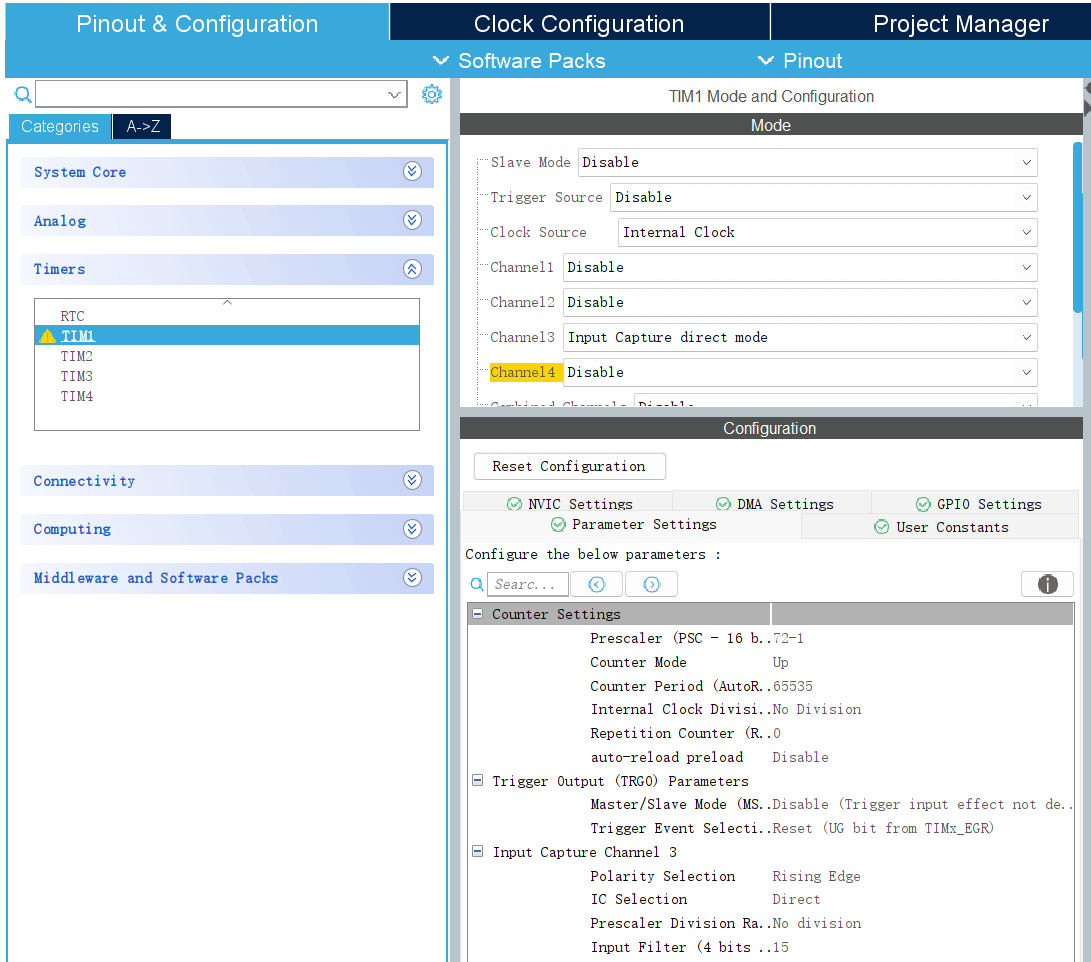 Pinout & Configuration
Clock Configuration
Project Manager
Software Packs
Pinout
Categories
A->Z
System Core
Analog
Timers
RTC
TIM1
TIM2
TIM3
TIM4
Connectivity
Computing
Middleware and Software Packs
TIM1 Mode and Configuration
Mode
Slave Mode Disable
Trigger Source Disable
Clock Source Internal Clock
Channel1 Disable
Channel2 Disable
Channel3 Input Capture direct mode
Channel4 Disable
Combined Channels Disable
Configuration
Reset Configuration
NVIC Settings
DMA Settings
GPIO Settings
Parameter Settings
User Constants
Configure the below parameters :
Searc...
Counter Settings
Prescaler (PSC - 16 b.. 72-1
Counter Mode Up
Counter Period (AutoR.. 65535
Internal Clock Divisi.. No Division
Repetition Counter (R.. 0
auto-reload preload Disable
Trigger Output (TRGO) Parameters
Master/Slave Mode (MS.. Disable (Trigger input effect not de..
Trigger Event Selecti.. Reset (UG bit from TIMx_EGR)
Input Capture Channel 3
Polarity Selection Rising Edge
IC Selection Direct
Prescaler Division Ra.. No division
Input Filter (4 bits .. 15